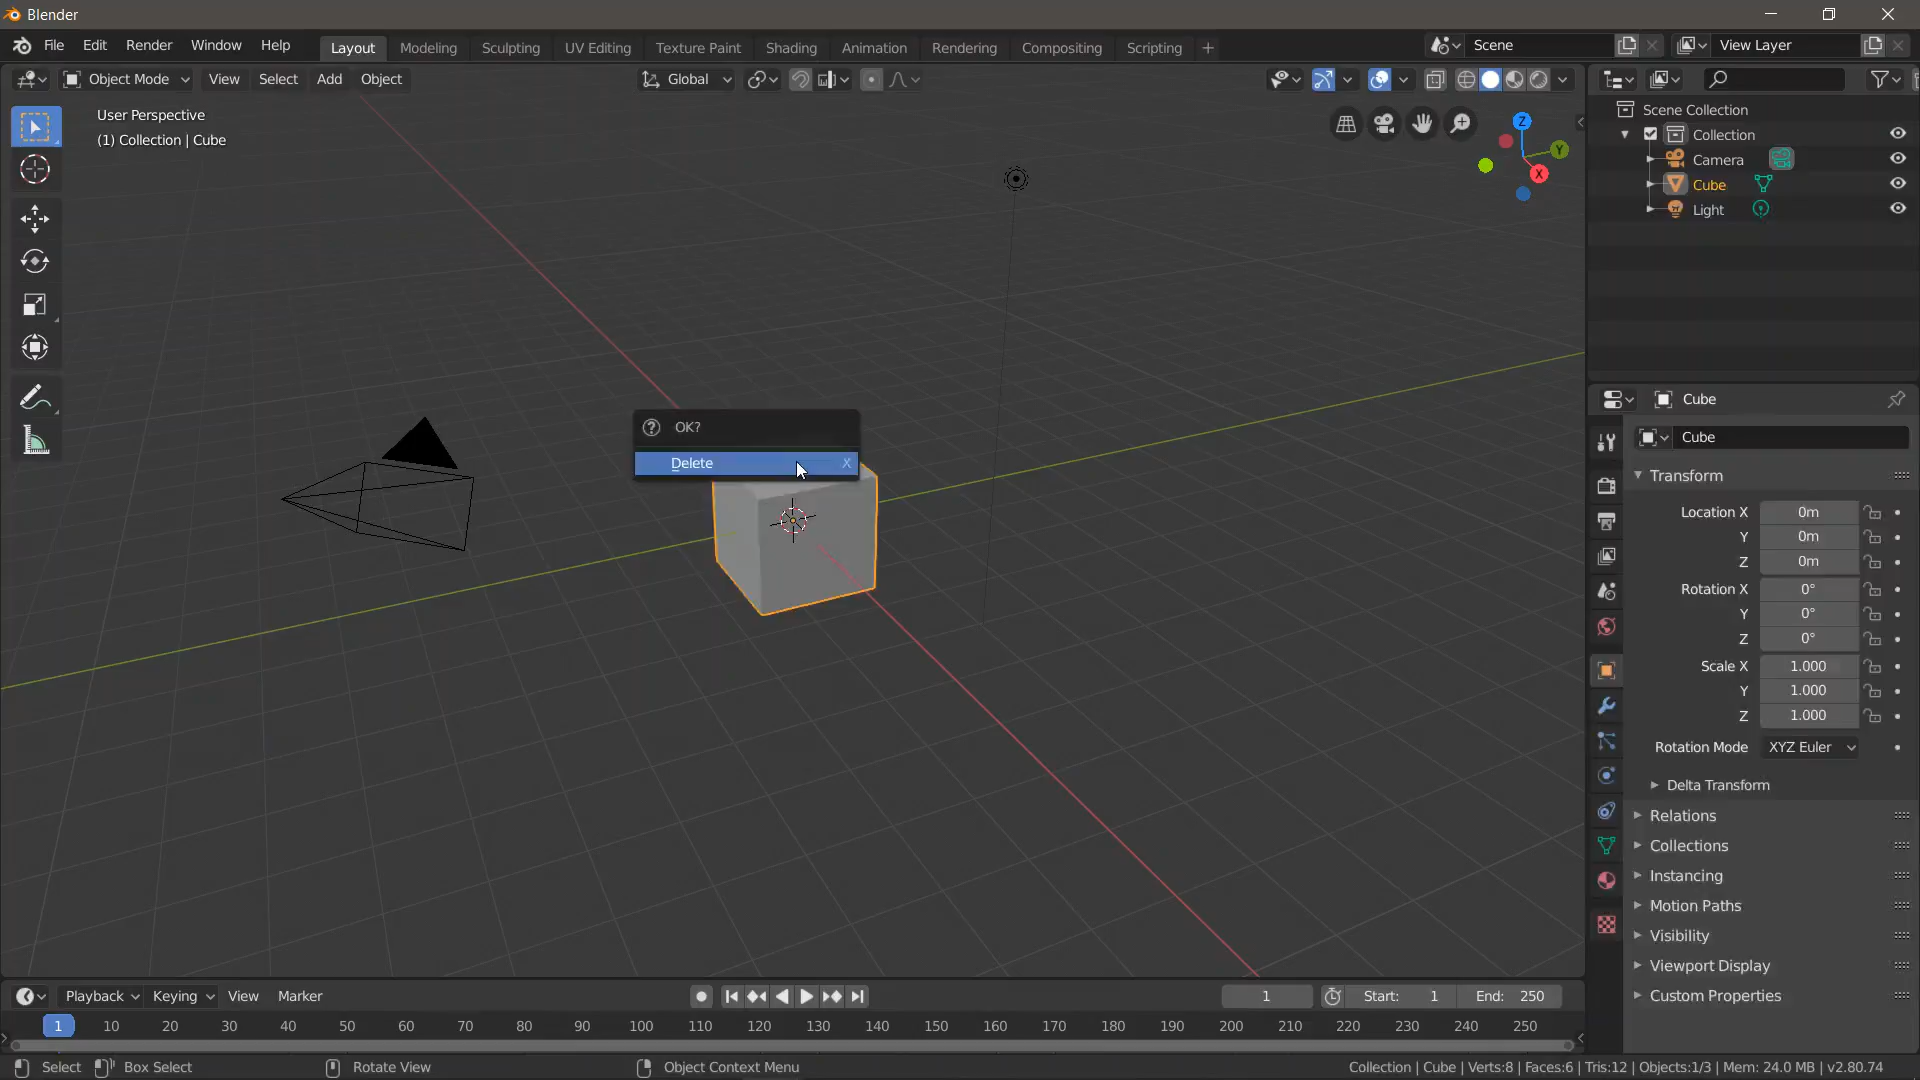 Blender
File Edit Render Window Help Layout Modeling Sculpting UV Editing Texture Paint Shading Animation Rendering Compositing Scripting + Scene View Layer
Object Mode View Select Add Object Global
User Perspective
(1) Collection | Cube
Z
Y
X
Scene Collection
Collection
Camera
Cube
Light
OK?
Delete X
Cube
Cube
Transform
Location X 0m
Y 0m
Z 0m
Rotation X 0°
Y 0°
Z 0°
Scale X 1.000
Y 1.000
Z 1.000
Rotation Mode XYZ Euler
Delta Transform
Relations
Collections
Instancing
Motion Paths
Visibility
Viewport Display
Custom Properties
Playback Keying View Marker 1 Start: 1 End: 250
1 10 20 30 40 50 60 70 80 90 100 110 120 130 140 150 160 170 180 190 200 210 220 230 240 250
Select Box Select Rotate View Object Context Menu Collection | Cube | Verts:8 | Faces:6 | Tris:12 | Objects:1/3 | Mem: 24.0 MB | v2.80.74